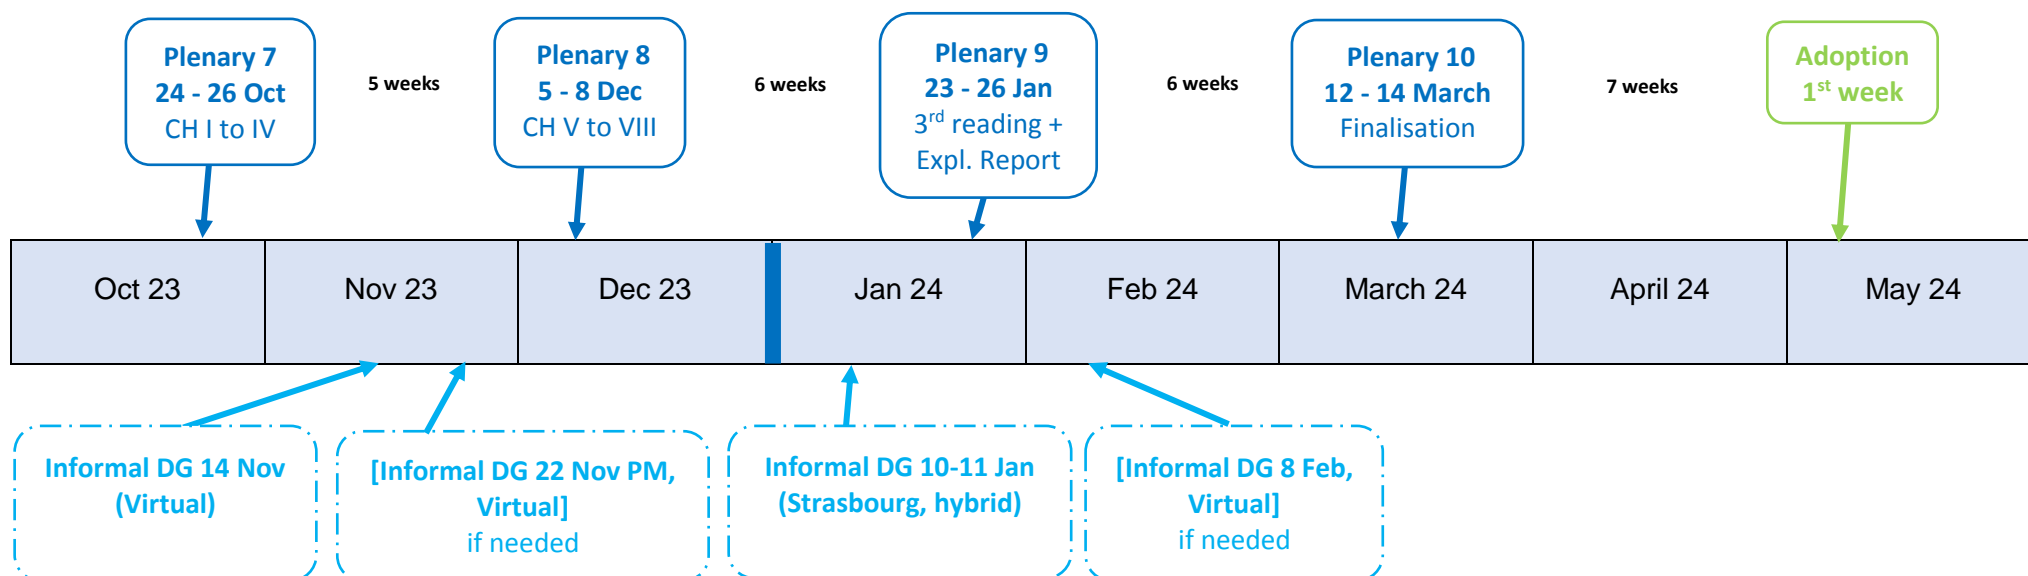 Plenary 7
24 - 26 Oct
CH I to IV
5 weeks
Plenary 8
5 - 8 Dec
CH V to VIII
6 weeks
Plenary 9
23 - 26 Jan
3rd reading +
Expl. Report
6 weeks
Plenary 10
12 - 14 March
Finalisation
7 weeks
Adoption
1st week
Oct 23
Nov 23
Dec 23
Jan 24
Feb 24
March 24
April 24
May 24
Informal DG 14 Nov
(Virtual)
[Informal DG 22 Nov PM,
Virtual]
if needed
Informal DG 10-11 Jan
(Strasbourg, hybrid)
[Informal DG 8 Feb,
Virtual]
if needed